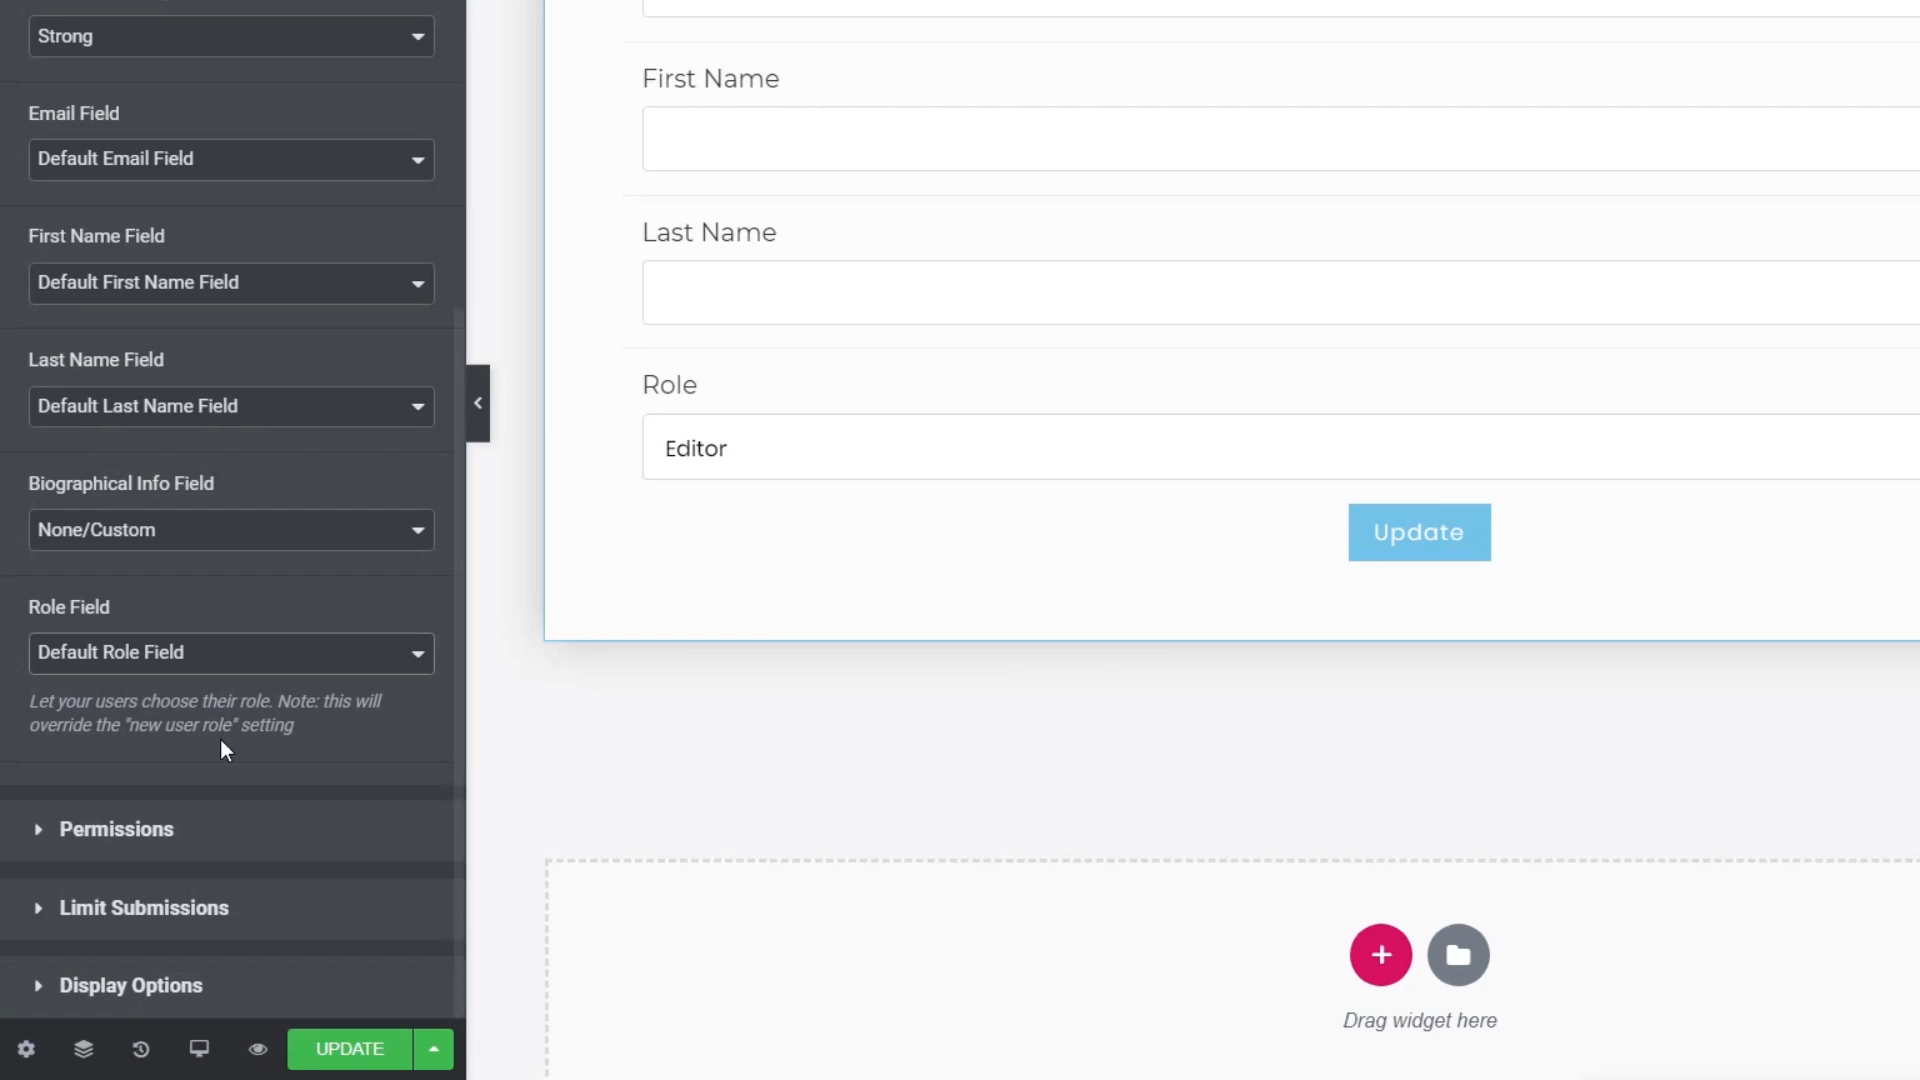 Strong
Email Field
Default Email Field
First Name Field
Default First Name Field
Last Name Field
Default Last Name Field
Biographical Info Field
None/Custom
Role Field
Default Role Field
Let your users choose their role. Note: this will
override the "new user role" setting
Permissions
Limit Submissions
Display Options
UPDATE
First Name
Last Name
Role
Editor
Update
Drag widget here